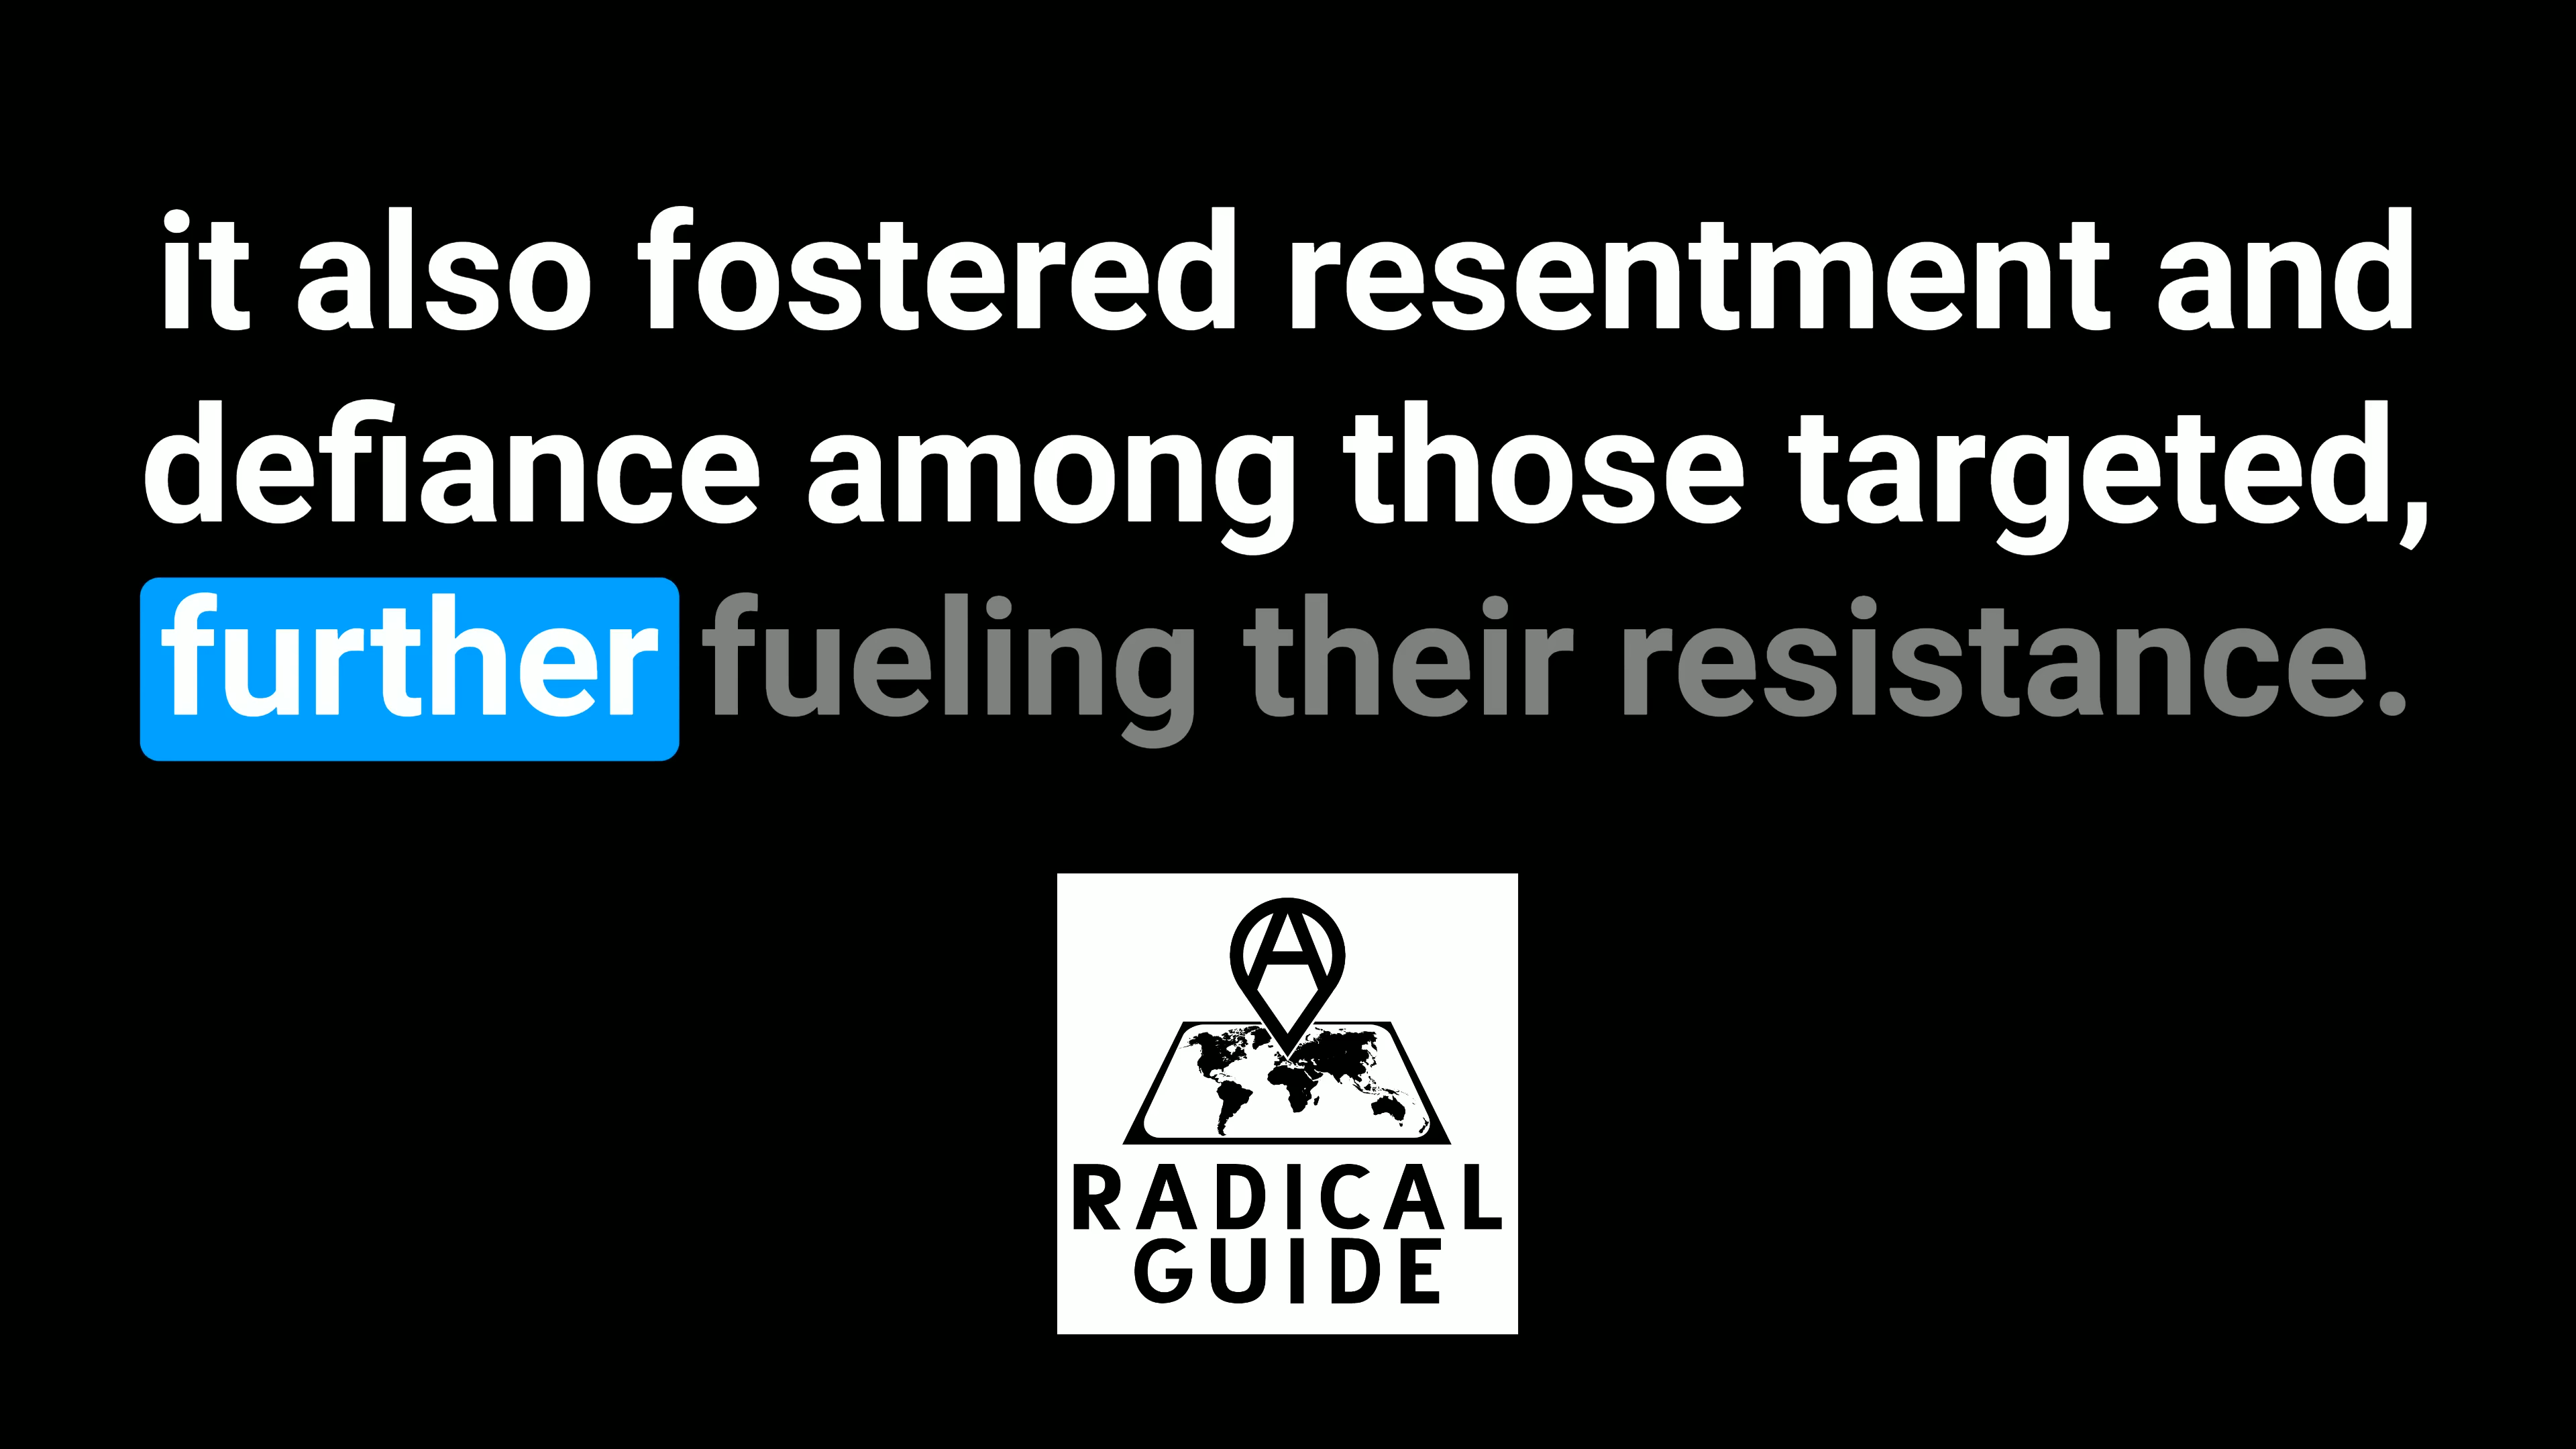 it also fostered resentment and
defiance among those targeted,
further fueling their resistance.
A
RADICAL
GUIDE